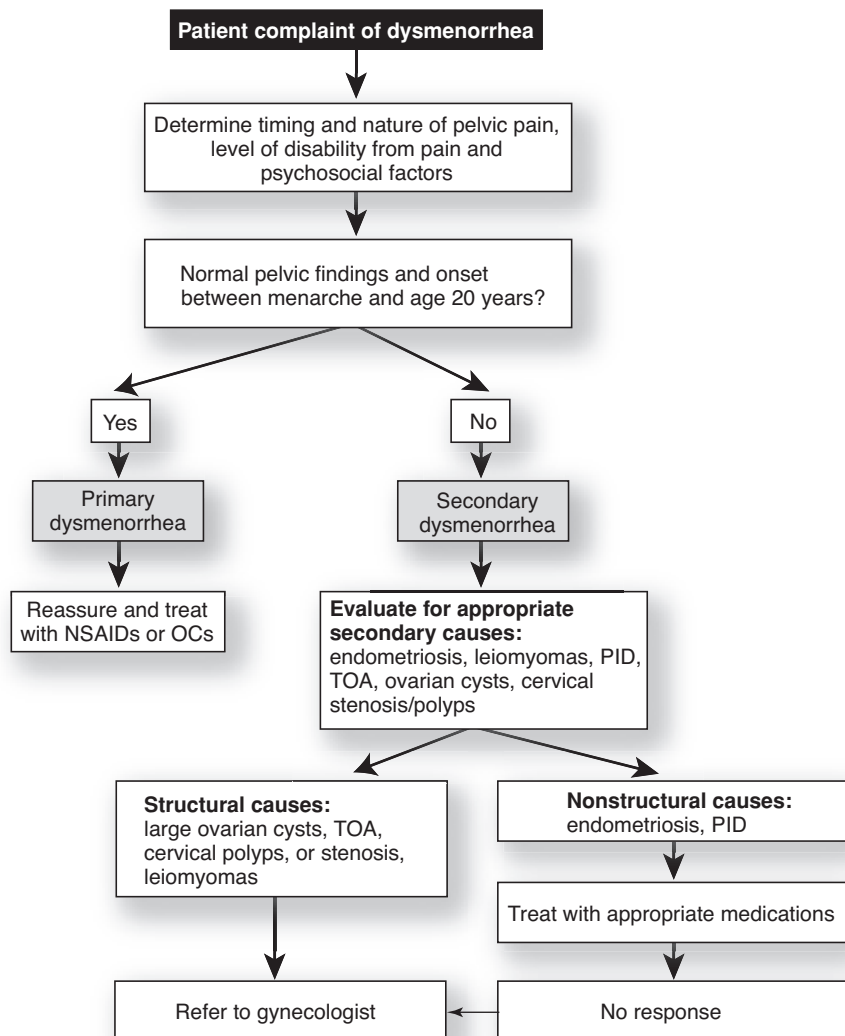 Patient complaint of dysmenorrhea
Determine timing and nature of pelvic pain,
level of disability from pain and
psychosocial factors
Normal pelvic findings and onset
between menarche and age 20 years?
Yes
No
Primary
dysmenorrhea
Secondary
dysmenorrhea
Reassure and treat
with NSAIDs or OCs
Evaluate for appropriate
secondary causes:
endometriosis, leiomyomas, PID,
TOA, ovarian cysts, cervical
stenosis/polyps
Structural causes:
large ovarian cysts, TOA,
cervical polyps, or stenosis,
leiomyomas
Nonstructural causes:
endometriosis, PID
Treat with appropriate medications
Refer to gynecologist
No response